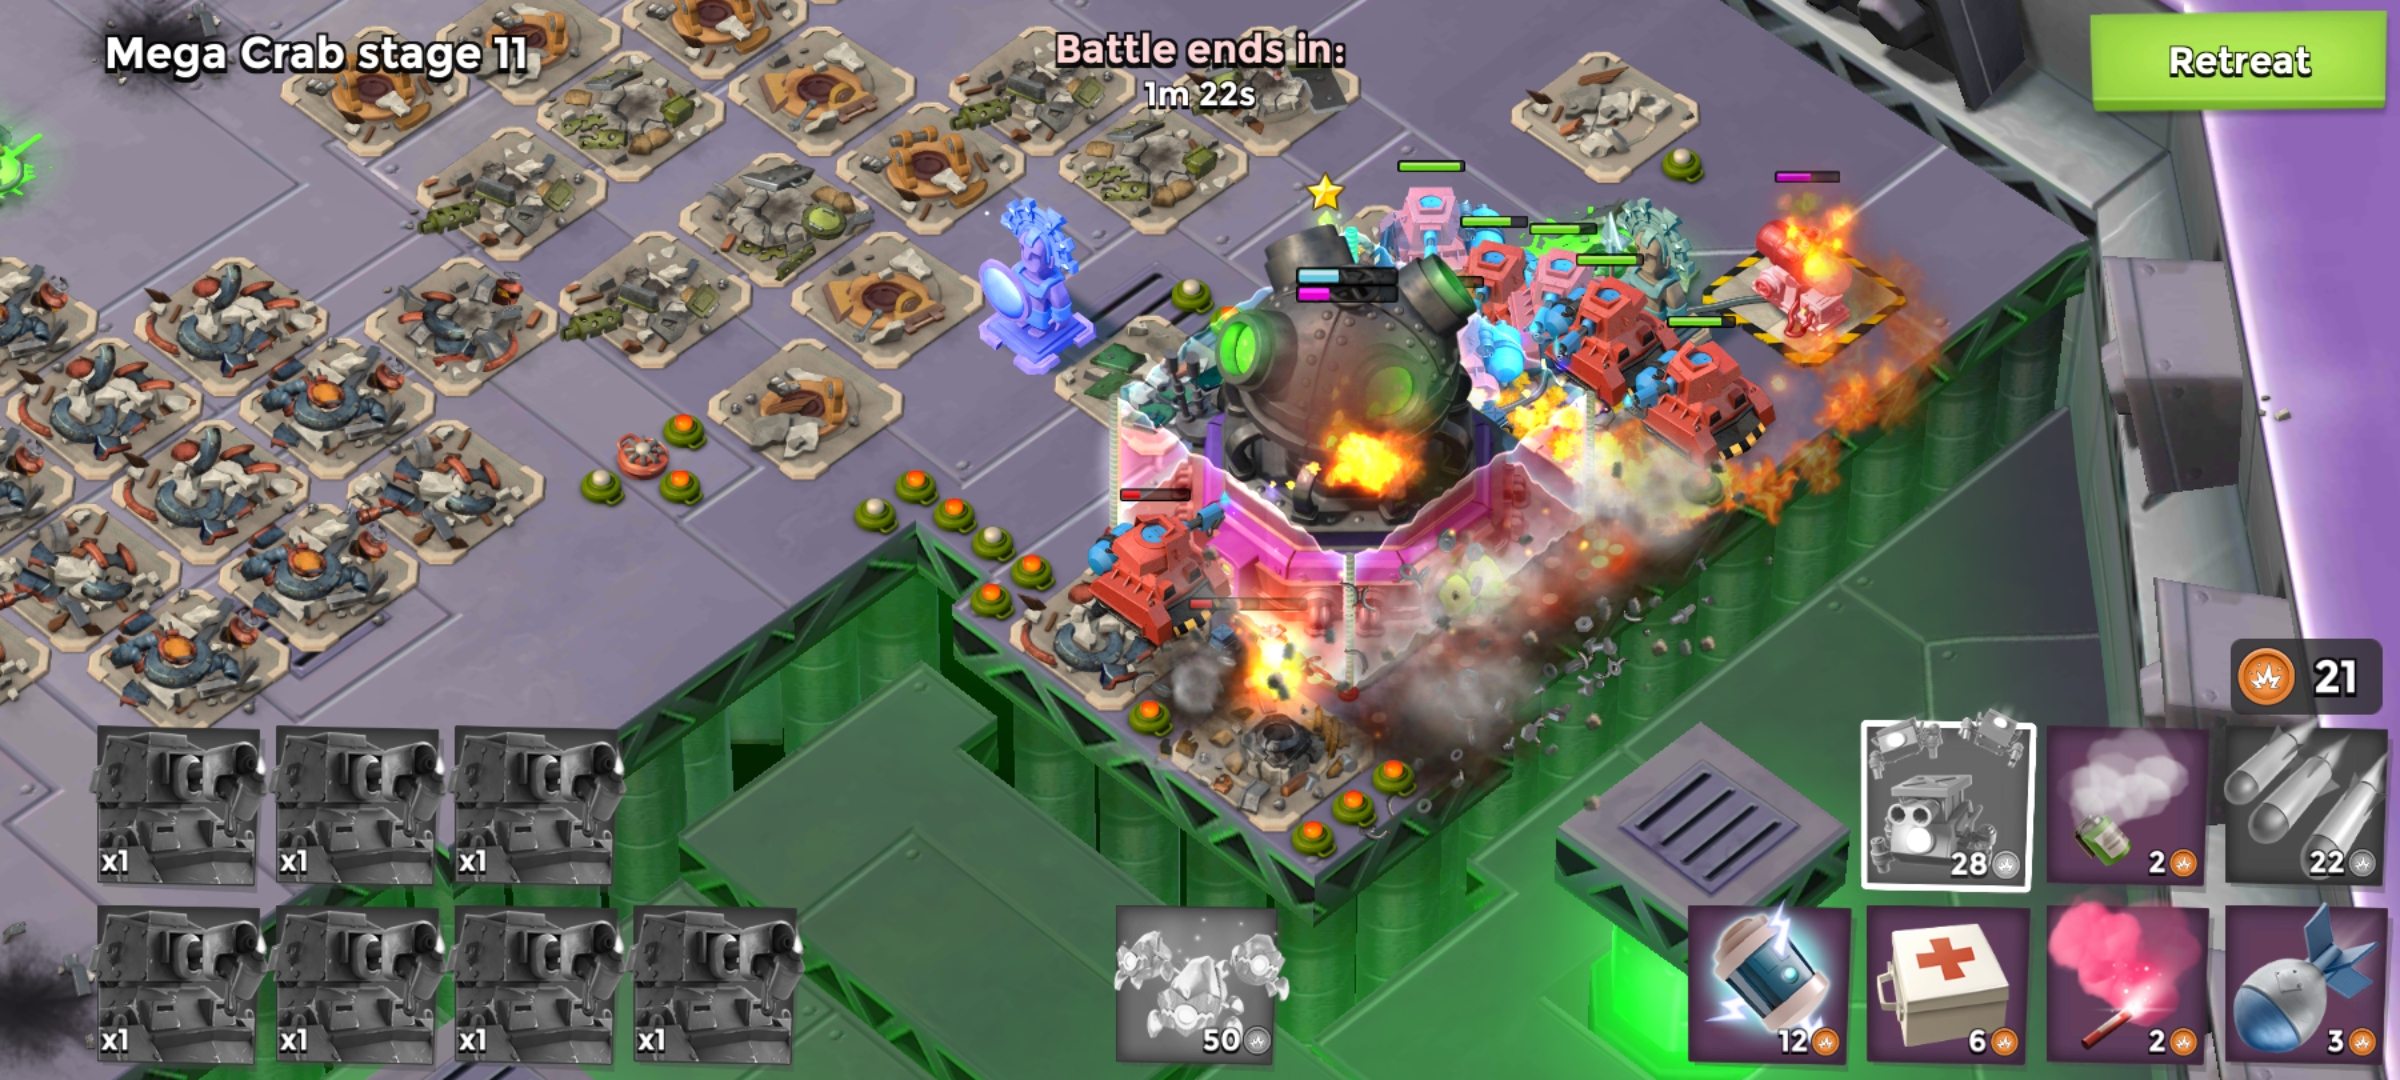 Mega Crab stage 11
Battle ends in:
1m 22s
Retreat
21
x1
x1
x1
28
2
22
x1
x1
x1
x1
50
12
6
2
3